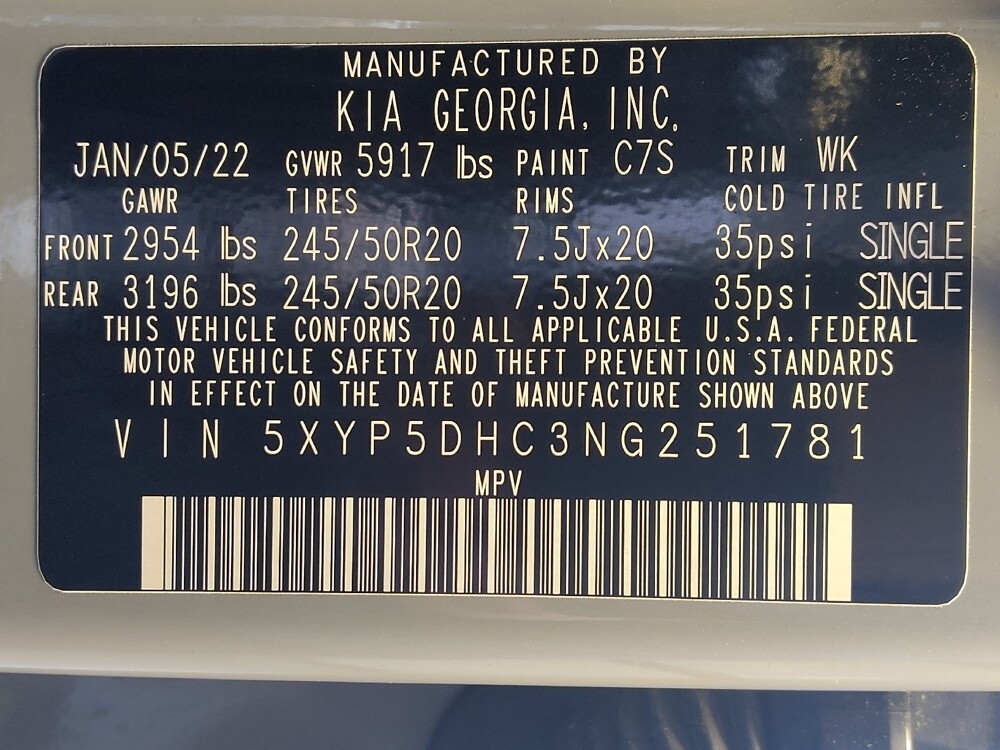 MANUFACTURED BY
KIA GEORGIA, INC.
JAN/05/22 GVWR 5917 lbs PAINT C7S TRIM WK
GAWR TIRES RIMS COLD TIRE INFL
FRONT 2954 lbs 245/50R20 7.5Jx20 35psi SINGLE
REAR 3196 lbs 245/50R20 7.5Jx20 35psi SINGLE
THIS VEHICLE CONFORMS TO ALL APPLICABLE U.S.A. FEDERAL
MOTOR VEHICLE SAFETY AND THEFT PREVENTION STANDARDS
IN EFFECT ON THE DATE OF MANUFACTURE SHOWN ABOVE
VIN 5XYP5DHC3NG251781
MPV